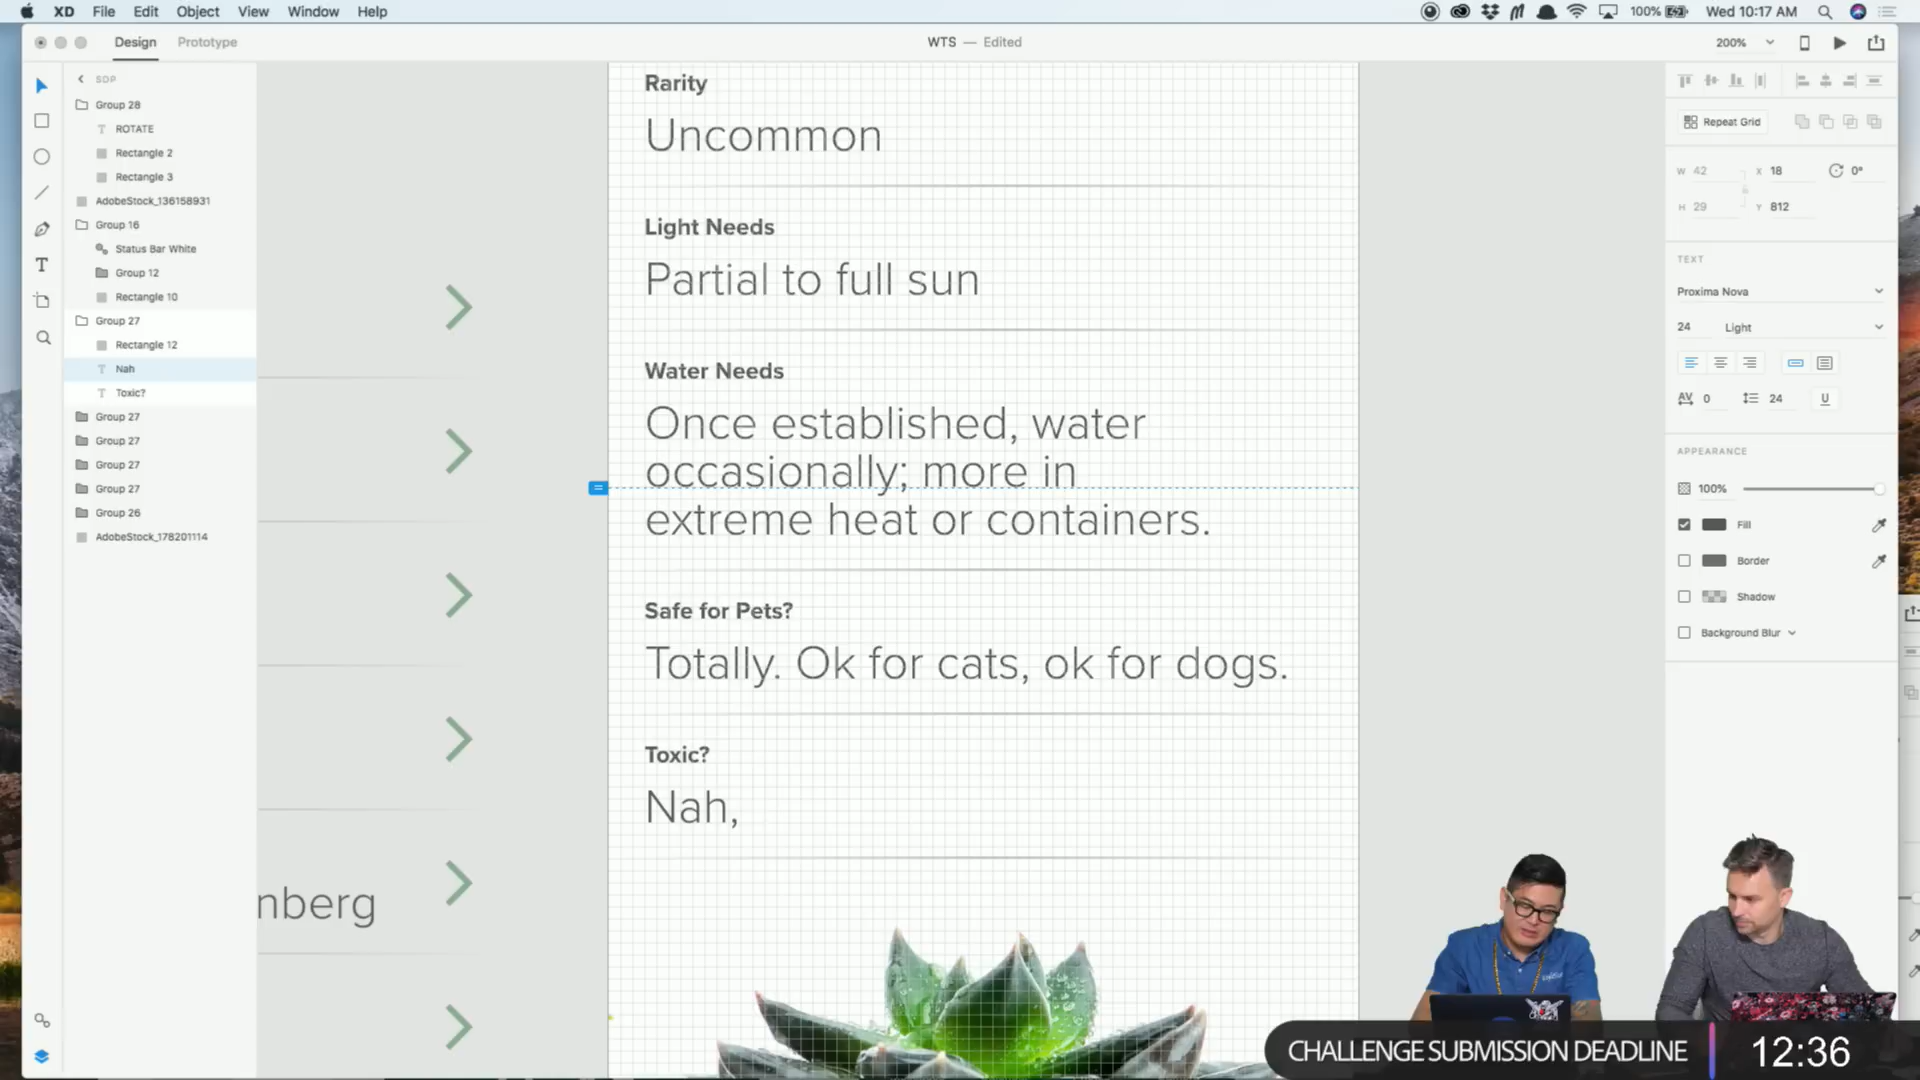 XD File Edit Object View Window Help
100% Wed 10:17 AM
Design Prototype
WTS — Edited
200%
SDP
Group 28
ROTATE
Rectangle 2
Rectangle 3
AdobeStock_136158931
Group 16
Status Bar White
Group 12
Rectangle 10
Group 27
Rectangle 12
Nah
Toxic?
Group 27
Group 27
Group 27
Group 27
Group 26
AdobeStock_178201114
nberg
Rarity
Uncommon
Light Needs
Partial to full sun
Water Needs
Once established, water
occasionally; more in
extreme heat or containers.
Safe for Pets?
Totally. Ok for cats, ok for dogs.
Toxic?
Nah,
Repeat Grid
W 42 X 18 0°
H 29 Y 812
TEXT
Proxima Nova
24 Light
AV 0 24 U
APPEARANCE
100%
Fill
Border
Shadow
Background Blur
CHALLENGE SUBMISSION DEADLINE 12:36